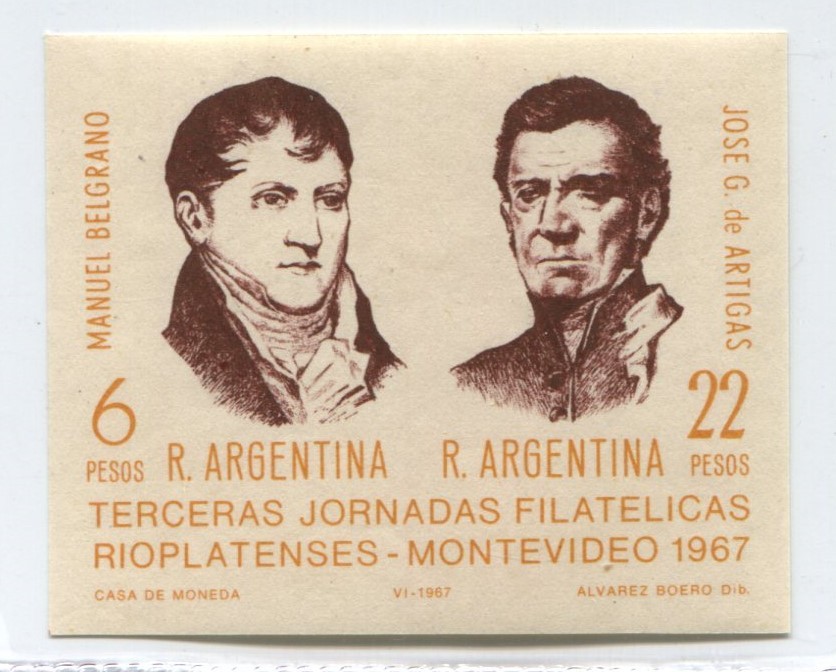 MANUEL BELGRANO
JOSE G. de ARTIGAS
6
PESOS
R. ARGENTINA
R. ARGENTINA
22
PESOS
TERCERAS JORNADAS FILATELICAS
RIOPLATENSES - MONTEVIDEO 1967
CASA DE MONEDA
VI-1967
ALVAREZ BOERO Dib.